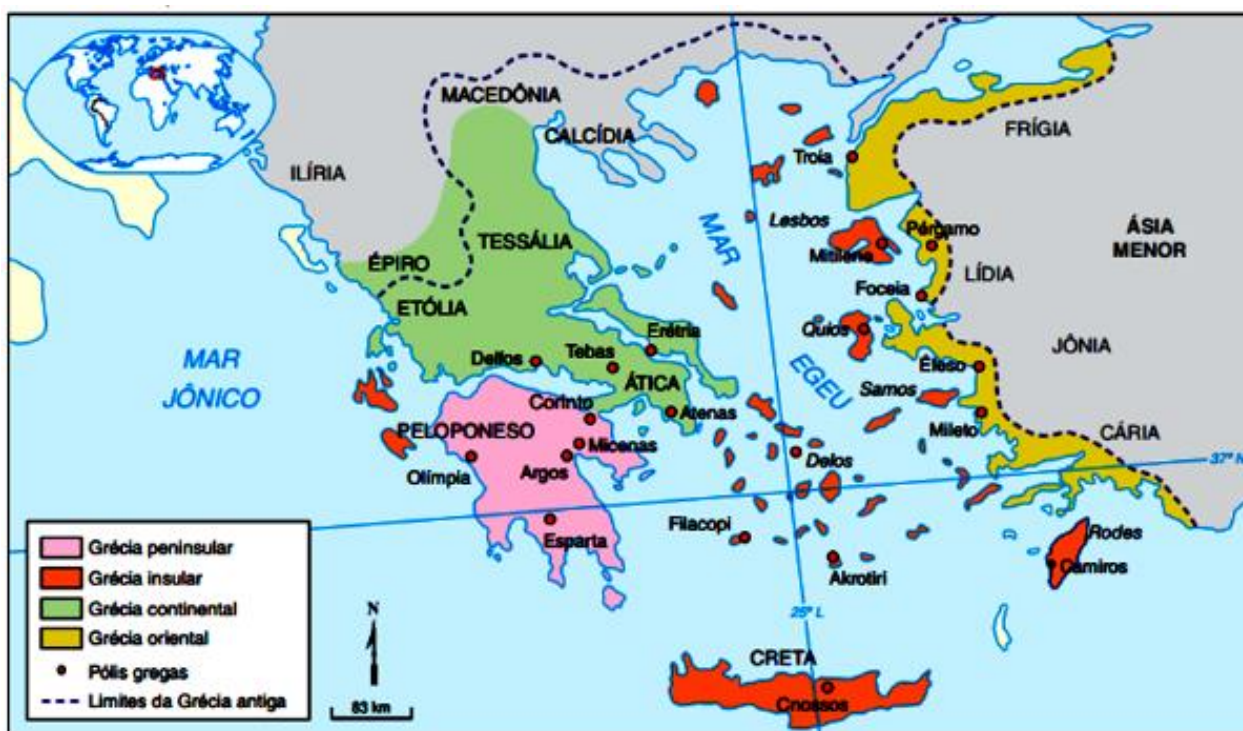 MACEDÔNIA
CALCÍDIA
ILÍRIA
FRÍGIA
Troia
TESSÁLIA
ÉPIRO
ETÓLIA
MAR
EGEU
Lesbos
Mitilene
Pérgamo
ÁSIA
MENOR
LÍDIA
Foceia
Quios
JÔNIA
Éfeso
Samos
Mileto
CÁRIA
37º N
MAR
JÔNICO
Delfos
Tebas
Erétria
ÁTICA
Atenas
Corinto
PELOPONESO
Micenas
Olímpia
Argos
Delos
Esparta
Filacopi
Akrotiri
Rodes
Camiros
25º L
CRETA
Cnossos
Grécia peninsular
Grécia insular
Grécia continental
Grécia oriental
Pólis gregas
Limites da Grécia antiga
N
83 km